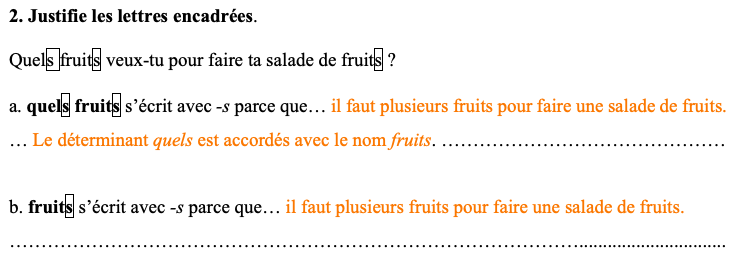 2. Justifie les lettres encadrées.
Quels fruits veux-tu pour faire ta salade de fruits ?
a. quels fruits s’écrit avec -s parce que… il faut plusieurs fruits pour faire une salade de fruits.
… Le déterminant quels est accordés avec le nom fruits. ………………………………………
b. fruits s’écrit avec -s parce que… il faut plusieurs fruits pour faire une salade de fruits.
……………………………………………………………………………………………………